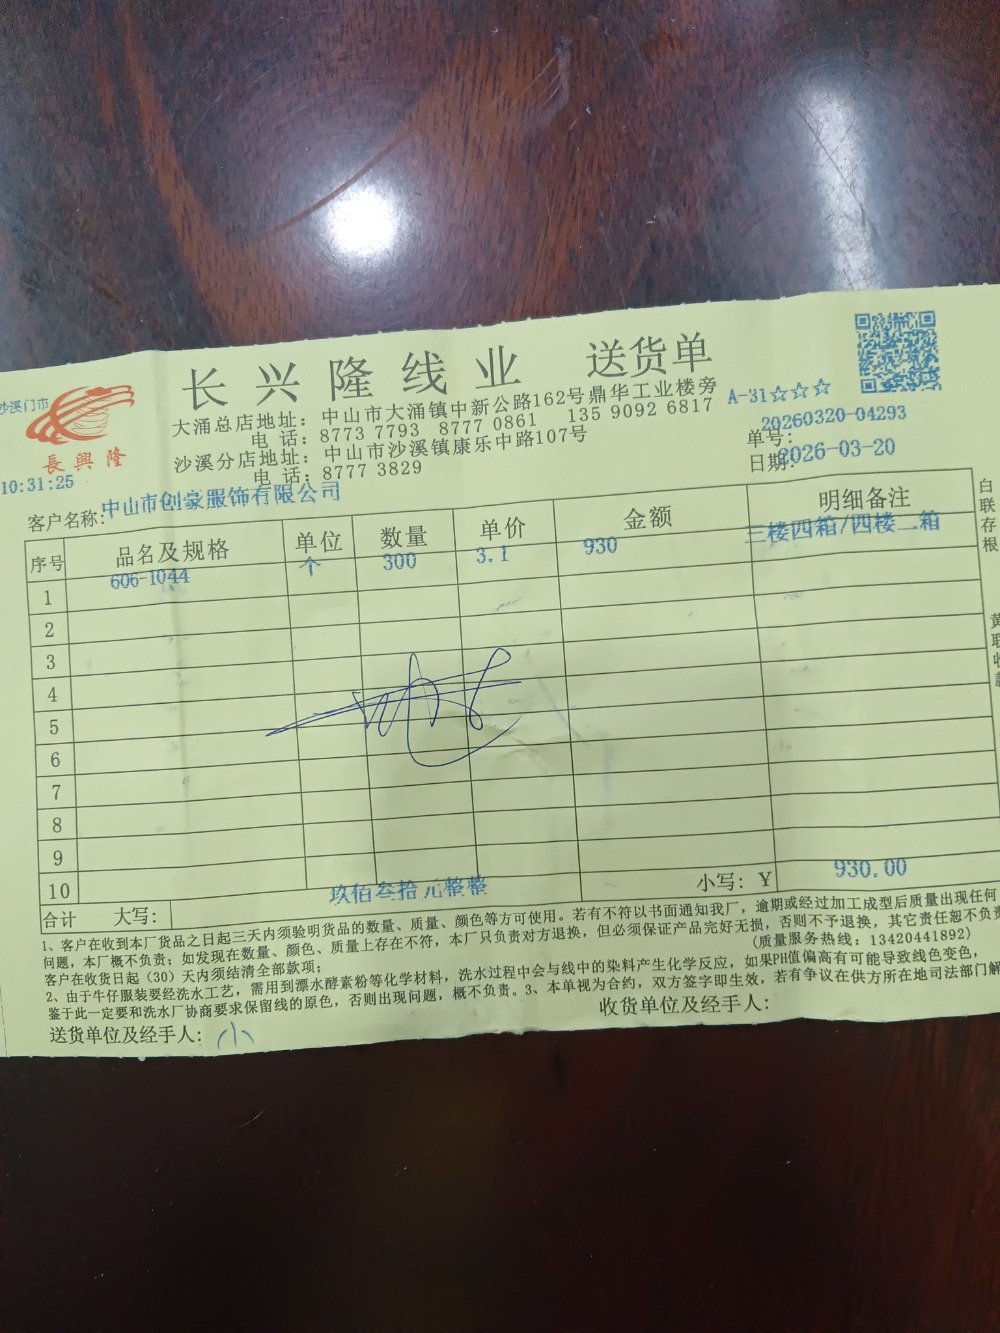 长兴隆线业 送货单
沙溪门市
長興隆
10:31:25
大涌总店地址: 中山市大涌镇中新公路162号鼎华工业楼旁
电 话: 8773 7793 8777 0861 135 9092 6817
沙溪分店地址: 中山市沙溪镇康乐中路107号
电 话: 8777 3829
A-31☆☆☆
单号: 20260320-04293
日期: 2026-03-20
客户名称: 中山市创豪服饰有限公司
序号 品名及规格 单位 数量 单价 金额 明细备注
1 606-1044 个 300 3.1 930 三楼四箱/四楼二箱
2
3
4
5
6
7
8
9
10
合计 大写: 玖佰叁拾元整整 小写: Y 930.00
1、客户在收到本厂货品之日起三天内须验明货品的数量、质量、颜色等方可使用。若有不符以书面通知我厂,逾期或经过加工成型后质量出现任何
问题,本厂概不负责;如发现在数量、颜色、质量上存在不符,本厂只负责对方退换,但必须保证产品完好无损,否则不予退换,其它责任恕不负责
客户在收货日起(30)天内须结清全部款项; (质量服务热线:13420441892)
2、由于牛仔服装要经洗水工艺,需用到漂水酵素粉等化学材料,洗水过程中会与线中的染料产生化学反应,如果PH值偏高有可能导致线色变色,
鉴于此一定要和洗水厂协商要求保留线的原色,否则出现问题,概不负责。3、本单视为合约,双方签字即生效,若有争议在供方所在地司法部门解
送货单位及经手人: 小
收货单位及经手人:
白联存根
黄联收